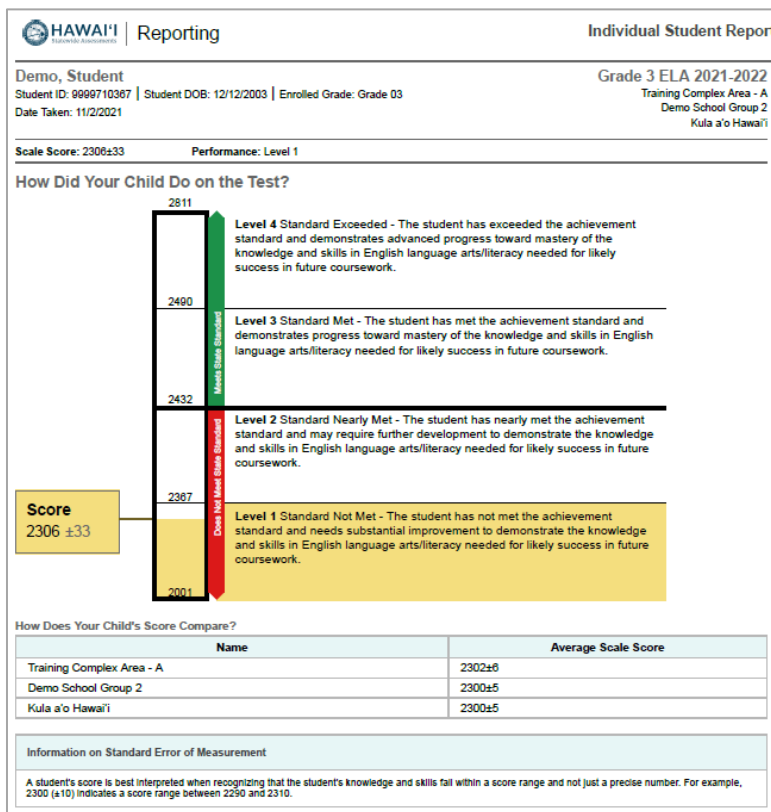 HAWAI‘I
Statewide Assessments
Reporting
Individual Student Repor
Demo, Student
Student ID: 9999710367 | Student DOB: 12/12/2003 | Enrolled Grade: Grade 03
Date Taken: 11/2/2021
Grade 3 ELA 2021-2022
Training Complex Area - A
Demo School Group 2
Kula a'o Hawai'i
Scale Score: 2306±33 Performance: Level 1
How Did Your Child Do on the Test?
2811
Level 4 Standard Exceeded - The student has exceeded the achievement
standard and demonstrates advanced progress toward mastery of the
knowledge and skills in English language arts/literacy needed for likely
success in future coursework.
2490
Level 3 Standard Met - The student has met the achievement standard and
demonstrates progress toward mastery of the knowledge and skills in English
language arts/literacy needed for likely success in future coursework.
Meets State Standard
2432
Level 2 Standard Nearly Met - The student has nearly met the achievement
standard and may require further development to demonstrate the knowledge
and skills in English language arts/literacy needed for likely success in future
coursework.
Does Not Meet State Standard
2367
Score
2306 ±33
Level 1 Standard Not Met - The student has not met the achievement
standard and needs substantial improvement to demonstrate the knowledge
and skills in English language arts/literacy needed for likely success in future
coursework.
2001
How Does Your Child's Score Compare?
Name Average Scale Score
Training Complex Area - A 2302±6
Demo School Group 2 2300±5
Kula a'o Hawai'i 2300±5
Information on Standard Error of Measurement
A student's score is best interpreted when recognizing that the student's knowledge and skills fall within a score range and not just a precise number. For example,
2300 (±10) indicates a score range between 2290 and 2310.